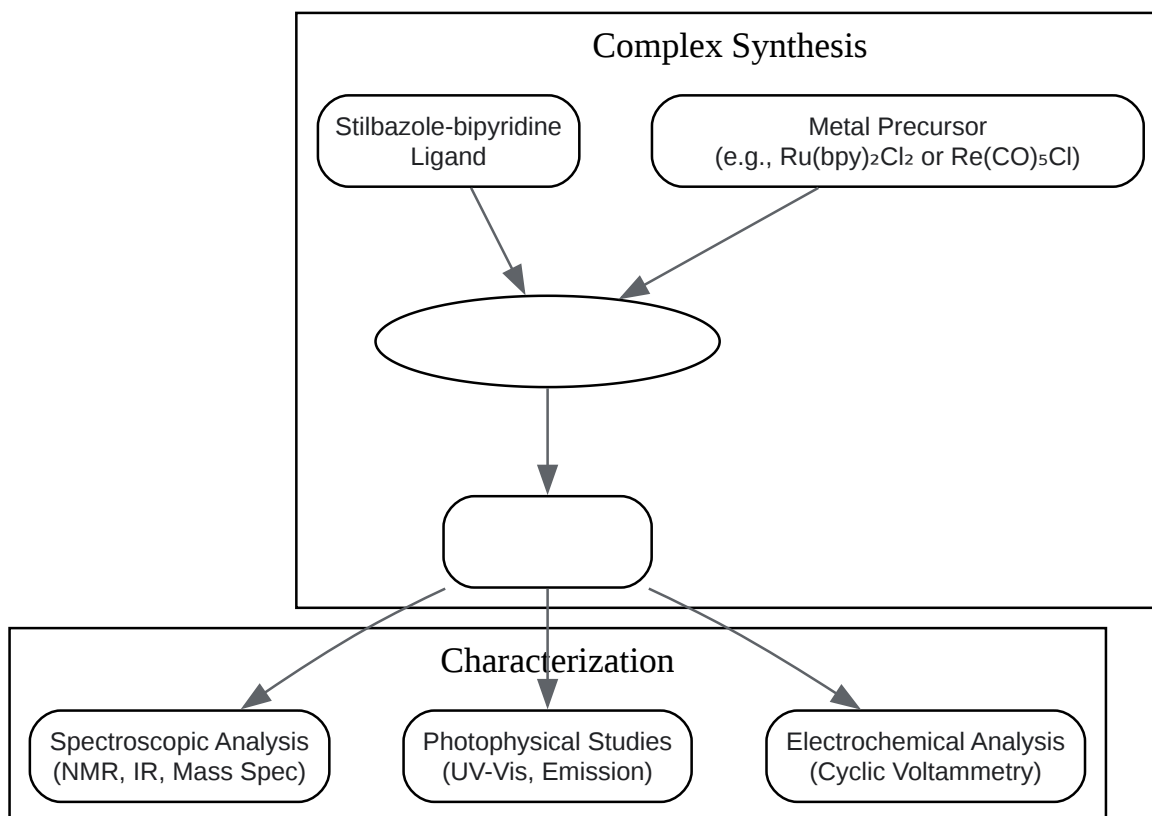 Complex Synthesis
Stilbazole-bipyridine
Ligand
Metal Precursor
(e.g., Ru(bpy)₂Cl₂ or Re(CO)₅Cl)
Characterization
Spectroscopic Analysis
(NMR, IR, Mass Spec)
Photophysical Studies
(UV-Vis, Emission)
Electrochemical Analysis
(Cyclic Voltammetry)